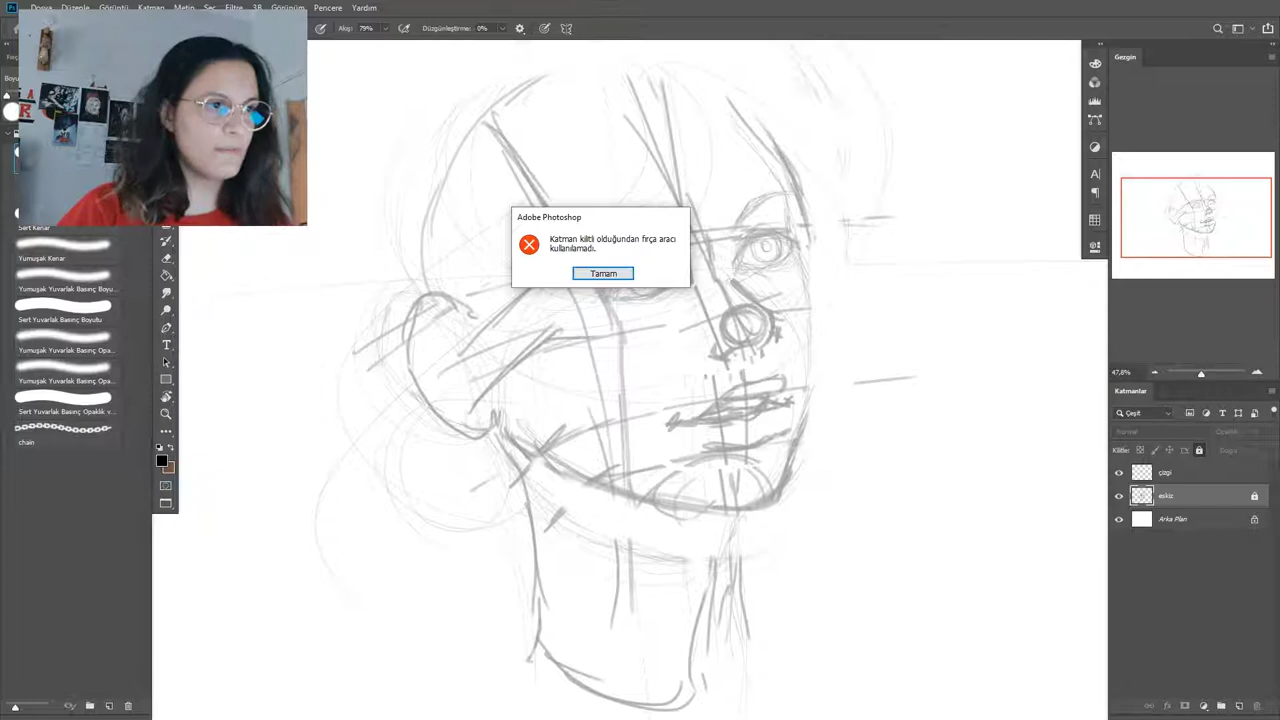 Dosya Düzenle Görüntü Katman Metin Seç Filtre 3B Görünüm Pencere Yardım
Akış: 79% Düzgünleştirme: 0%
Boyu
Sert Kenar
Yumuşak Kenar
Yumuşak Yuvarlak Basınç Boyu...
Sert Yuvarlak Basınç Boyutu
Yumuşak Yuvarlak Basınç Opa...
Yumuşak Yuvarlak Basınç Opa...
Sert Yuvarlak Basınç Opaklık v...
chain
Adobe Photoshop
Katman kilitli olduğundan fırça aracı
kullanılamadı.
Tamam
Gezgin
47,8%
Katmanlar
Çeşit
Normal
Kilitle:
Dolgu
çizgi
eskiz
Arka Plan